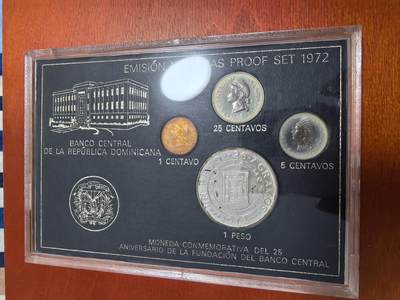 EMISIÓN MONEDAS PROOF SET 1972
25 CENTAVOS
BANCO CENTRAL
DE LA REPÚBLICA DOMINICANA
1 CENTAVO
5 CENTAVOS
1 PESO
MONEDA CONMEMORATIVA DEL 25
ANIVERSARIO DE LA FUNDACIÓN DEL BANCO CENTRAL